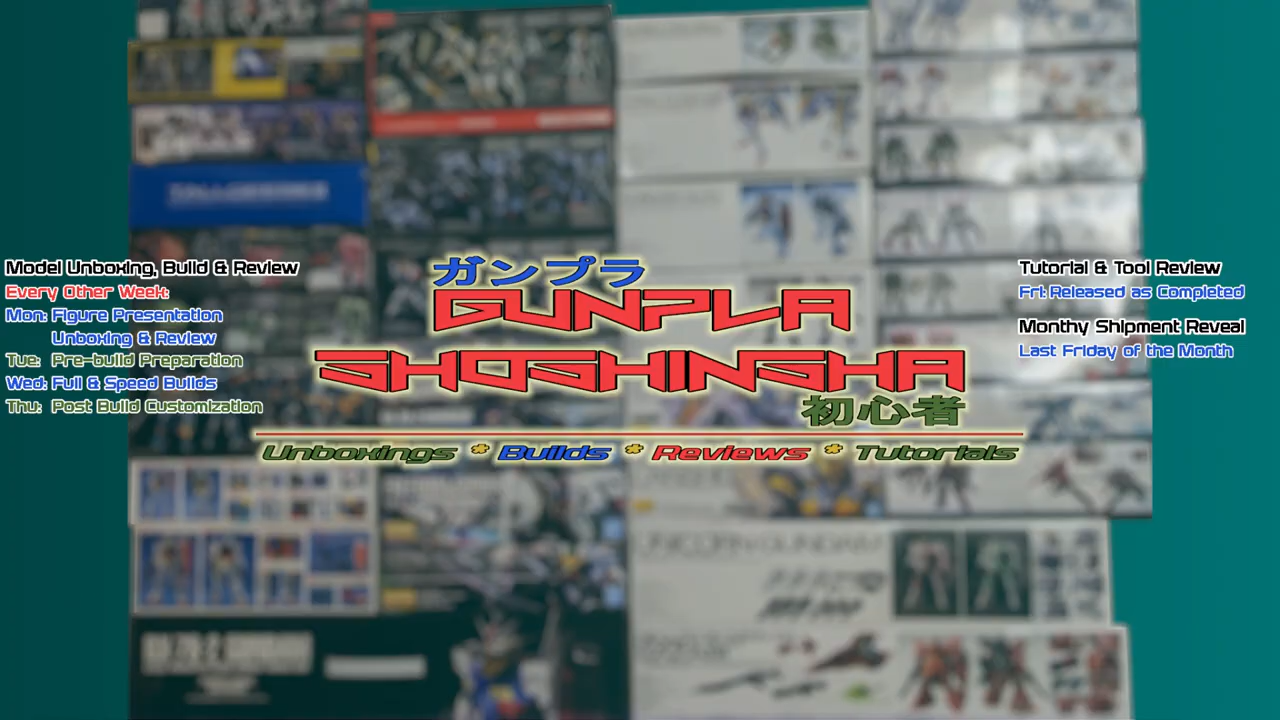 Model Unboxing, Build & Review
Every Other Week:
Mon: Figure Presentation
Unboxing & Review
Tue: Pre-build Preparation
Wed: Full & Speed Builds
Thu: Post Build Customization
ガンプラ
GUNPLA
SHOSHINSHA
初心者
Unboxings * Builds * Reviews * Tutorials
Tutorial & Tool Review
Fri: Released as Completed
Monthy Shipment Reveal
Last Friday of the Month
UNICORN GUNDAM